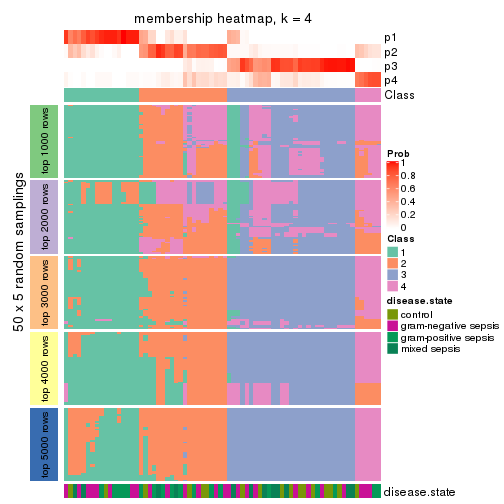 membership heatmap, k = 4
p1
p2
p3
p4
Class
50 x 5 random samplings
top 1000 rows
top 2000 rows
top 3000 rows
top 4000 rows
top 5000 rows
Prob
1
0.8
0.6
0.4
0.2
0
Class
1
2
3
4
disease.state
control
gram-negative sepsis
gram-positive sepsis
mixed sepsis
disease.state